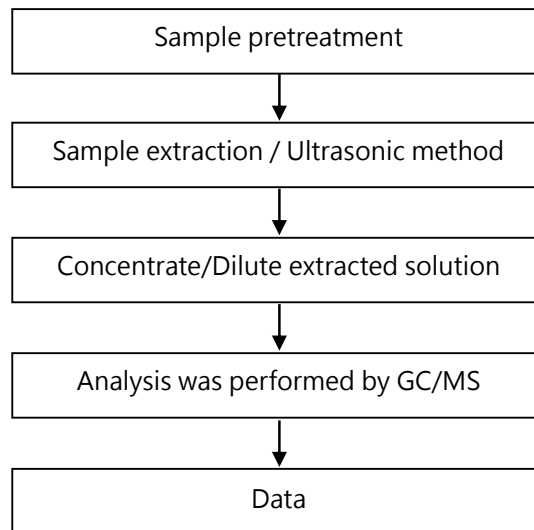 Sample pretreatment
Sample extraction / Ultrasonic method
Concentrate/Dilute extracted solution
Analysis was performed by GC/MS
Data